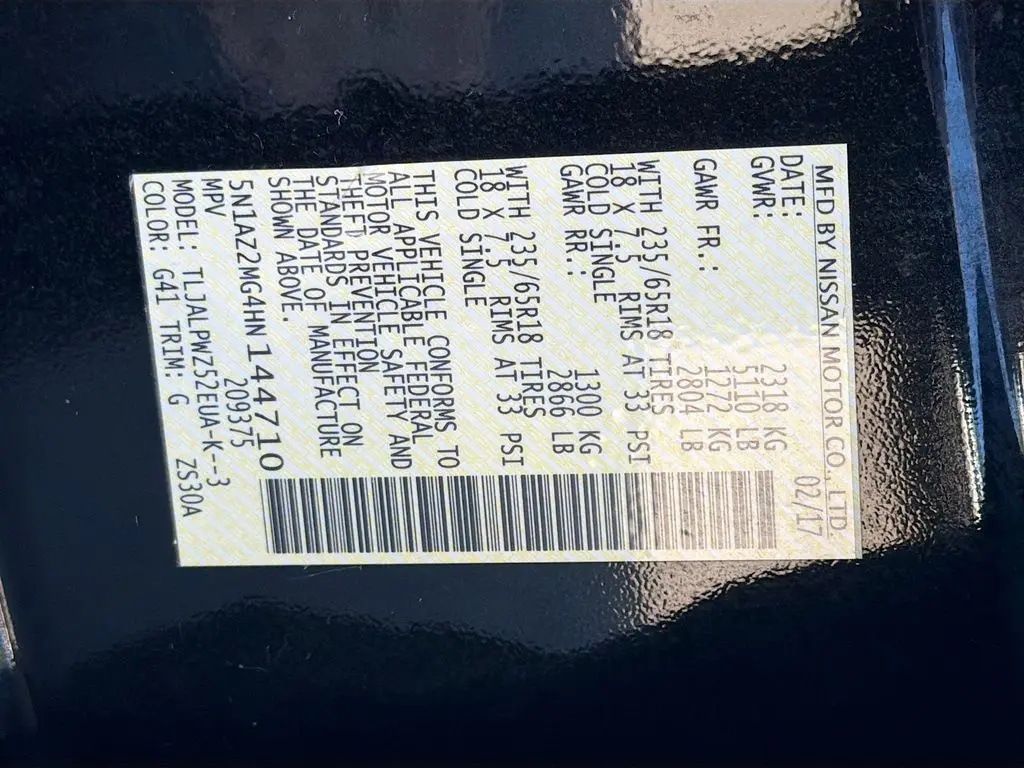 MFD BY NISSAN MOTOR CO., LTD.
DATE: 02/17
GVWR: 2318 KG
5110 LB
GAWR FR.: 1272 KG
2804 LB
WITH 235/65R18 TIRES
18 X 7.5 RIMS AT 33 PSI
COLD SINGLE
GAWR RR.: 1300 KG
2866 LB
WITH 235/65R18 TIRES
18 X 7.5 RIMS AT 33 PSI
COLD SINGLE
THIS VEHICLE CONFORMS TO
ALL APPLICABLE FEDERAL
MOTOR VEHICLE SAFETY AND
THEFT PREVENTION
STANDARDS IN EFFECT ON
THE DATE OF MANUFACTURE
SHOWN ABOVE.
5N1AZ2MG4HN144710
MPV 209375
MODEL: TLJALPWZ52EUA-K--3
COLOR: G41 TRIM: G ZS30A